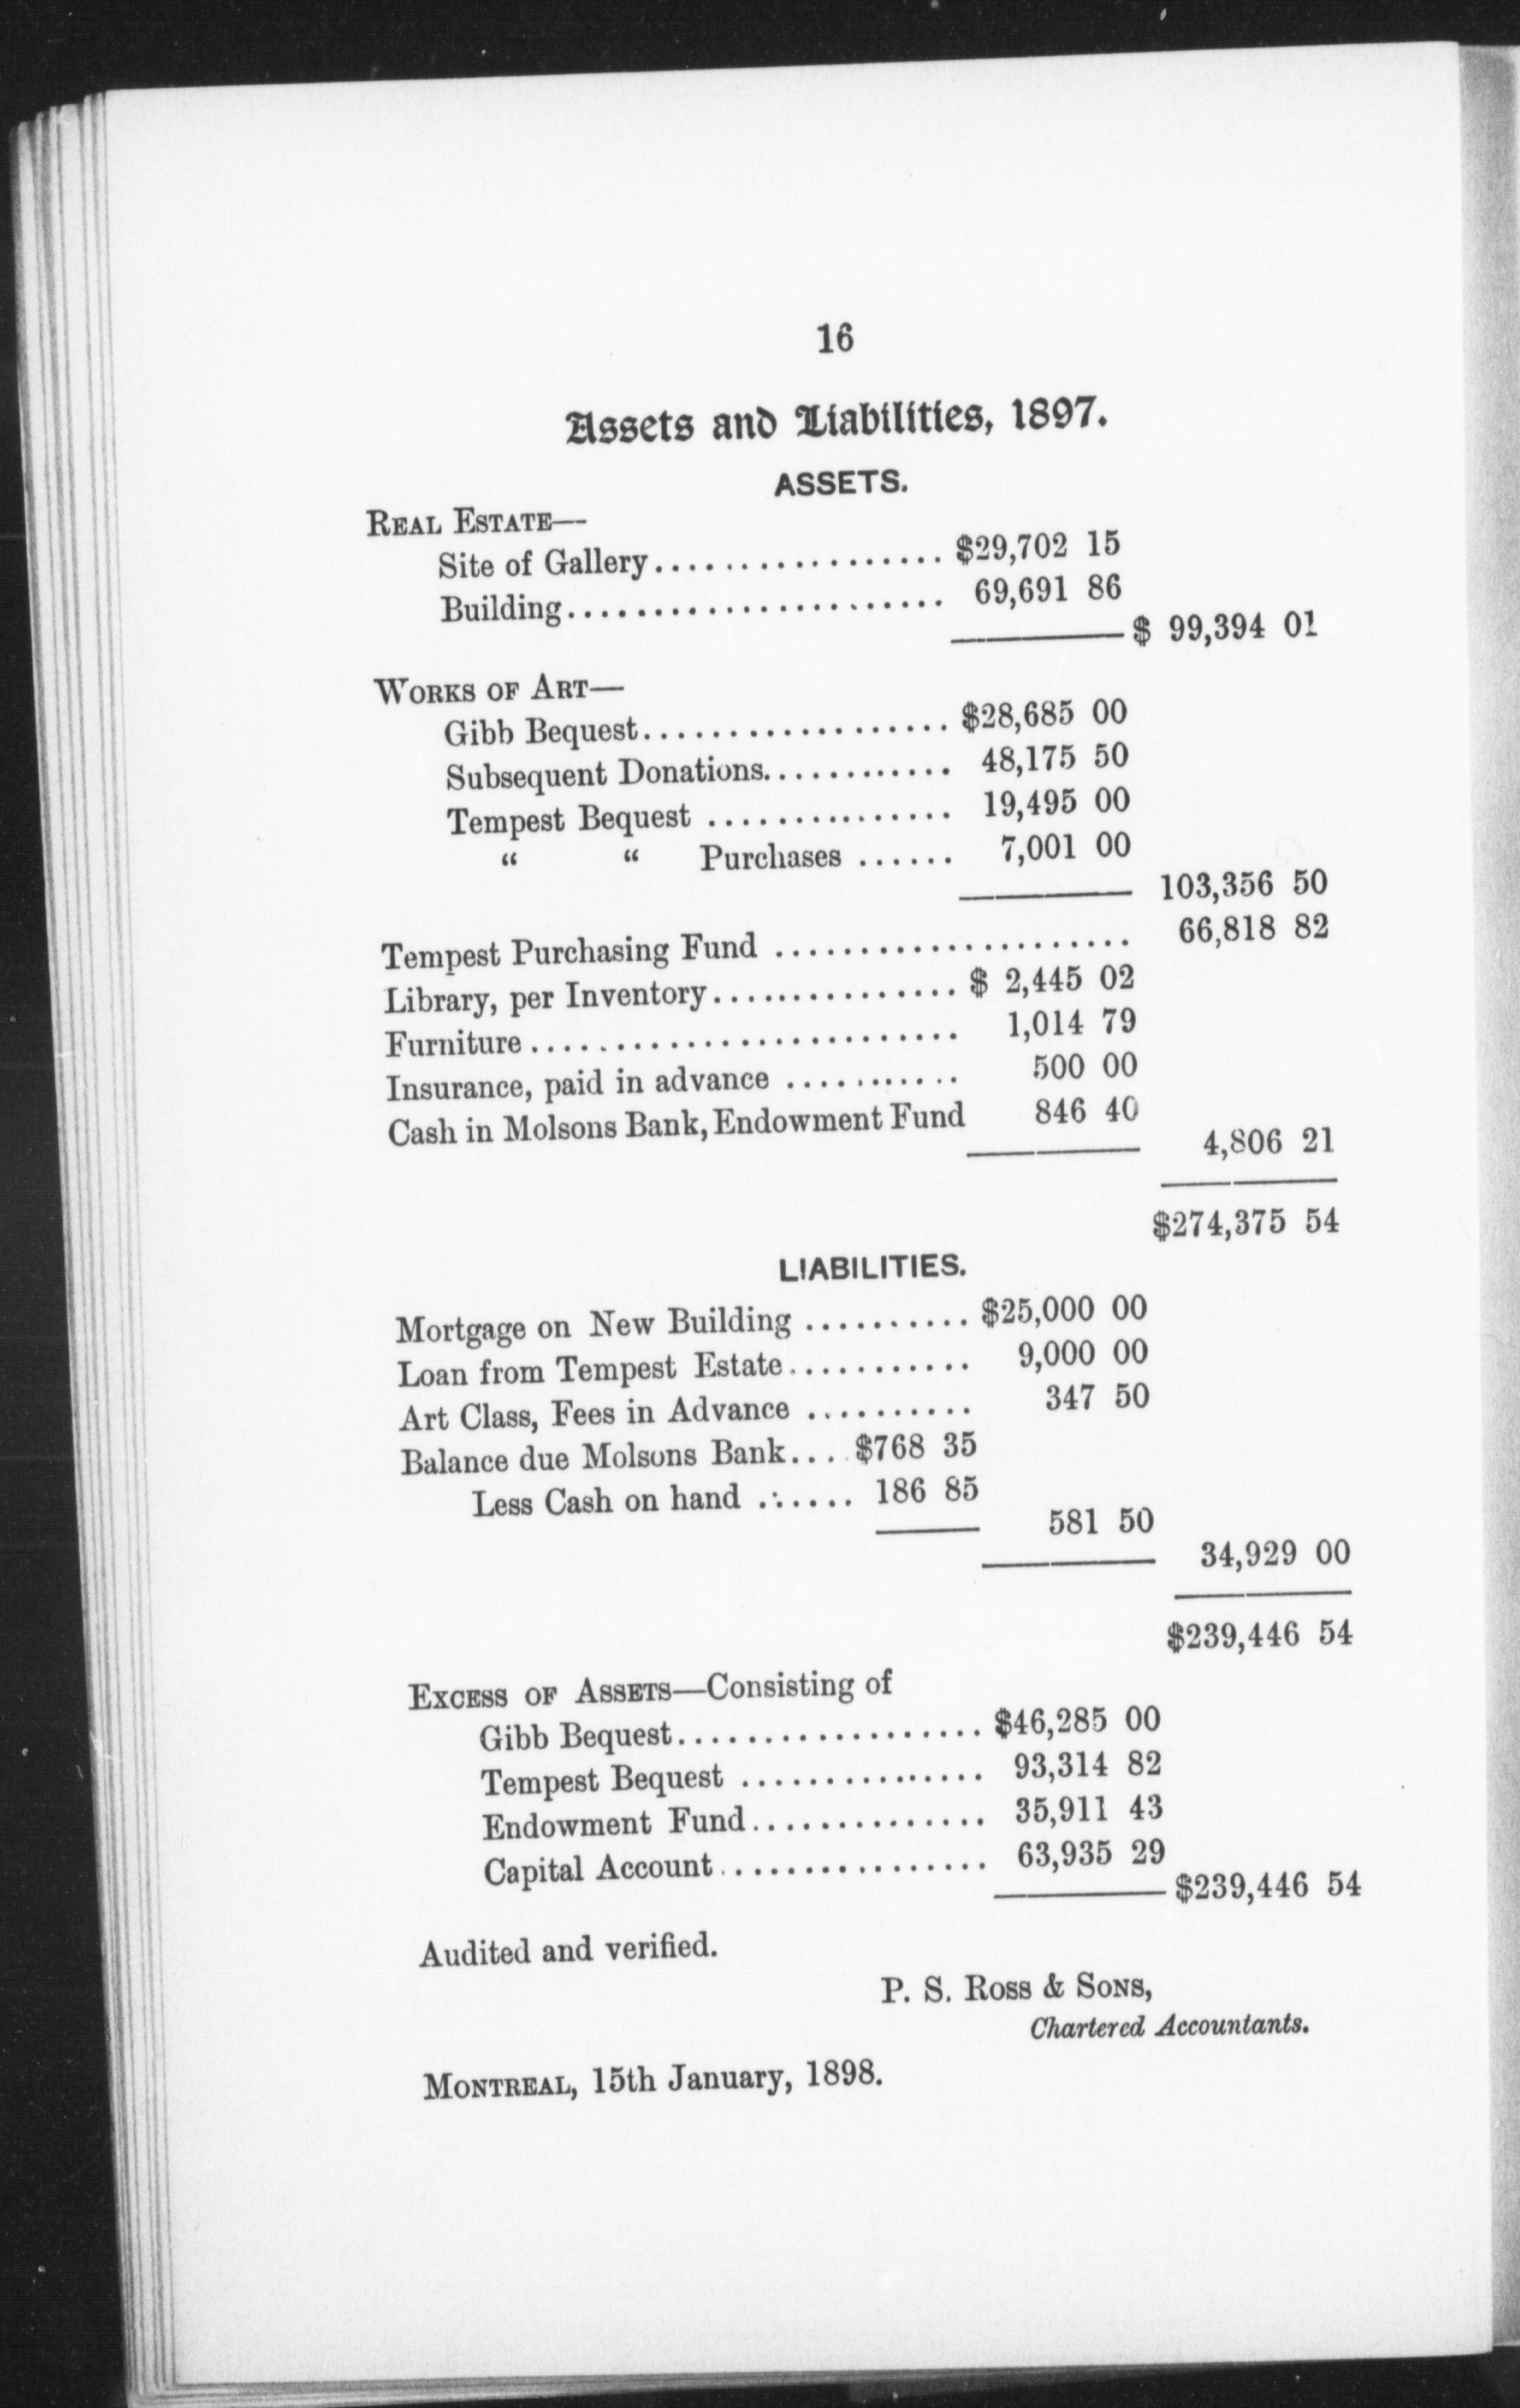 16
Assets and Liabilities, 1897.
ASSETS.
REAL ESTATE—
Site of Gallery.................. $29,702 15
Building...................... 69,691 86
$ 99,394 01
WORKS OF ART—
Gibb Bequest................... $28,685 00
Subsequent Donations............. 48,175 50
Tempest Bequest ............... 19,495 00
“ “ Purchases ...... 7,001 00
103,356 50
Tempest Purchasing Fund ...................... 66,818 82
Library, per Inventory............... $ 2,445 02
Furniture.......................... 1,014 79
Insurance, paid in advance ........... 500 00
Cash in Molsons Bank, Endowment Fund 846 40
4,806 21
$274,375 54
LIABILITIES.
Mortgage on New Building .......... $25,000 00
Loan from Tempest Estate........... 9,000 00
Art Class, Fees in Advance .......... 347 50
Balance due Molsons Bank.... $768 35
Less Cash on hand ....... 186 85
581 50
34,929 00
$239,446 54
EXCESS OF ASSETS—Consisting of
Gibb Bequest................... $46,285 00
Tempest Bequest ............... 93,314 82
Endowment Fund............... 35,911 43
Capital Account................ 63,935 29
$239,446 54
Audited and verified.
P. S. ROSS & SONS,
Chartered Accountants.
MONTREAL, 15th January, 1898.